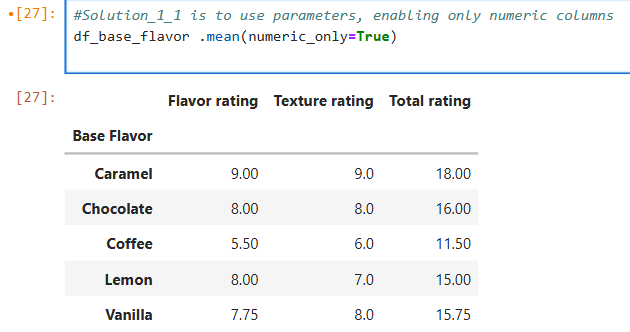 [27]: #Solution_1_1 is to use parameters, enabling only numeric columns
df_base_flavor .mean(numeric_only=True)
[27]:
Flavor rating Texture rating Total rating
Base Flavor
Caramel 9.00 9.0 18.00
Chocolate 8.00 8.0 16.00
Coffee 5.50 6.0 11.50
Lemon 8.00 7.0 15.00
Vanilla 7.75 8.0 15.75